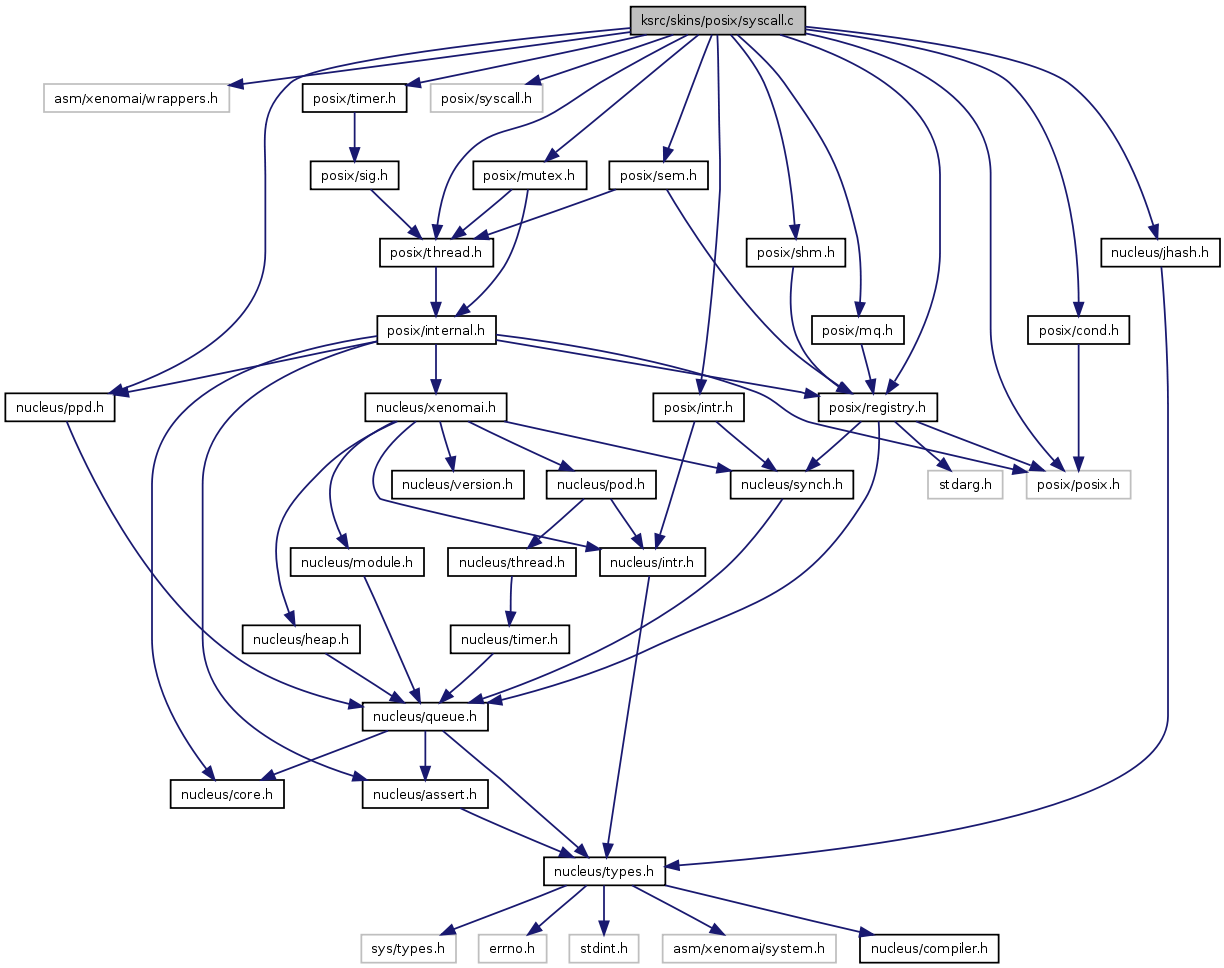 ksrc/skins/posix/syscall.c
asm/xenomai/wrappers.h
posix/timer.h
posix/syscall.h
posix/sig.h
posix/mutex.h
posix/sem.h
posix/thread.h
posix/shm.h
nucleus/jhash.h
posix/internal.h
posix/mq.h
posix/cond.h
nucleus/ppd.h
nucleus/xenomai.h
posix/intr.h
posix/registry.h
nucleus/version.h
nucleus/pod.h
nucleus/synch.h
stdarg.h
posix/posix.h
nucleus/module.h
nucleus/thread.h
nucleus/intr.h
nucleus/heap.h
nucleus/timer.h
nucleus/queue.h
nucleus/core.h
nucleus/assert.h
nucleus/types.h
sys/types.h
errno.h
stdint.h
asm/xenomai/system.h
nucleus/compiler.h